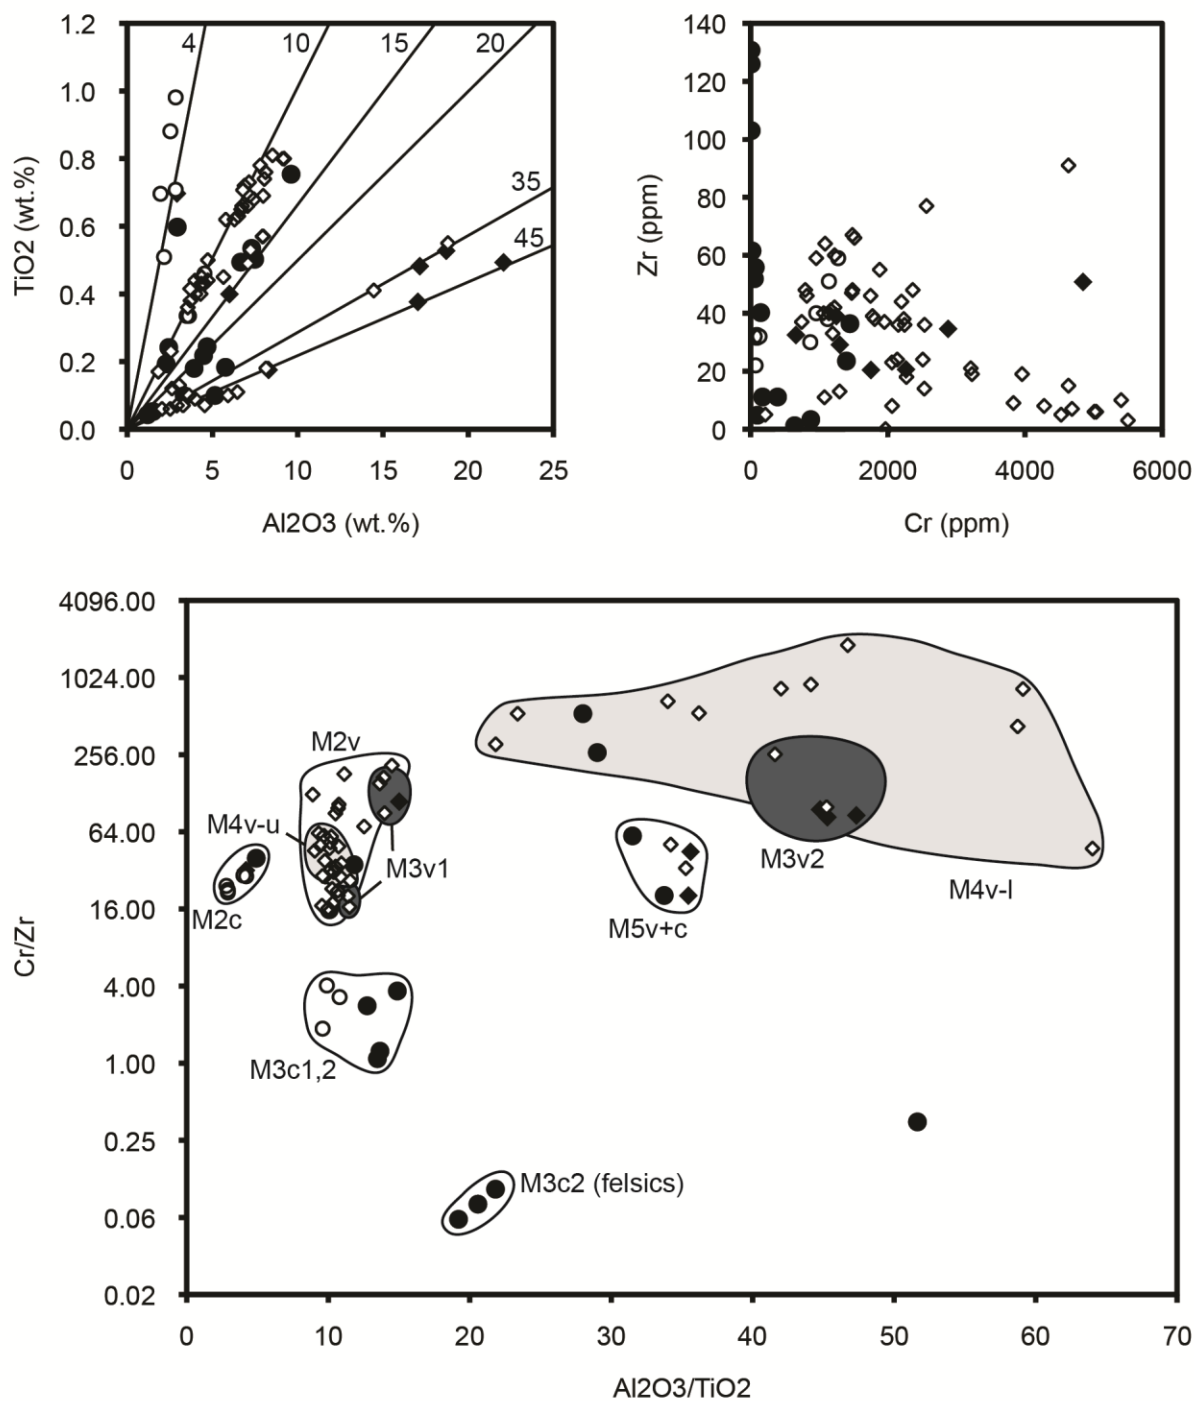 TiO2 (wt.%)
1.2
1.0
0.8
0.6
0.4
0.2
0.0
4
10
15
20
35
45
0 5 10 15 20 25
Al2O3 (wt.%)
Zr (ppm)
140
120
100
80
60
40
20
0
0 2000 4000 6000
Cr (ppm)
Cr/Zr
4096.00
1024.00
256.00
64.00
16.00
4.00
1.00
0.25
0.06
0.02
M2v
M4v-u
M3v1
M2c
M3v2
M4v-l
M5v+c
M3c1,2
M3c2 (felsics)
0 10 20 30 40 50 60 70
Al2O3/TiO2